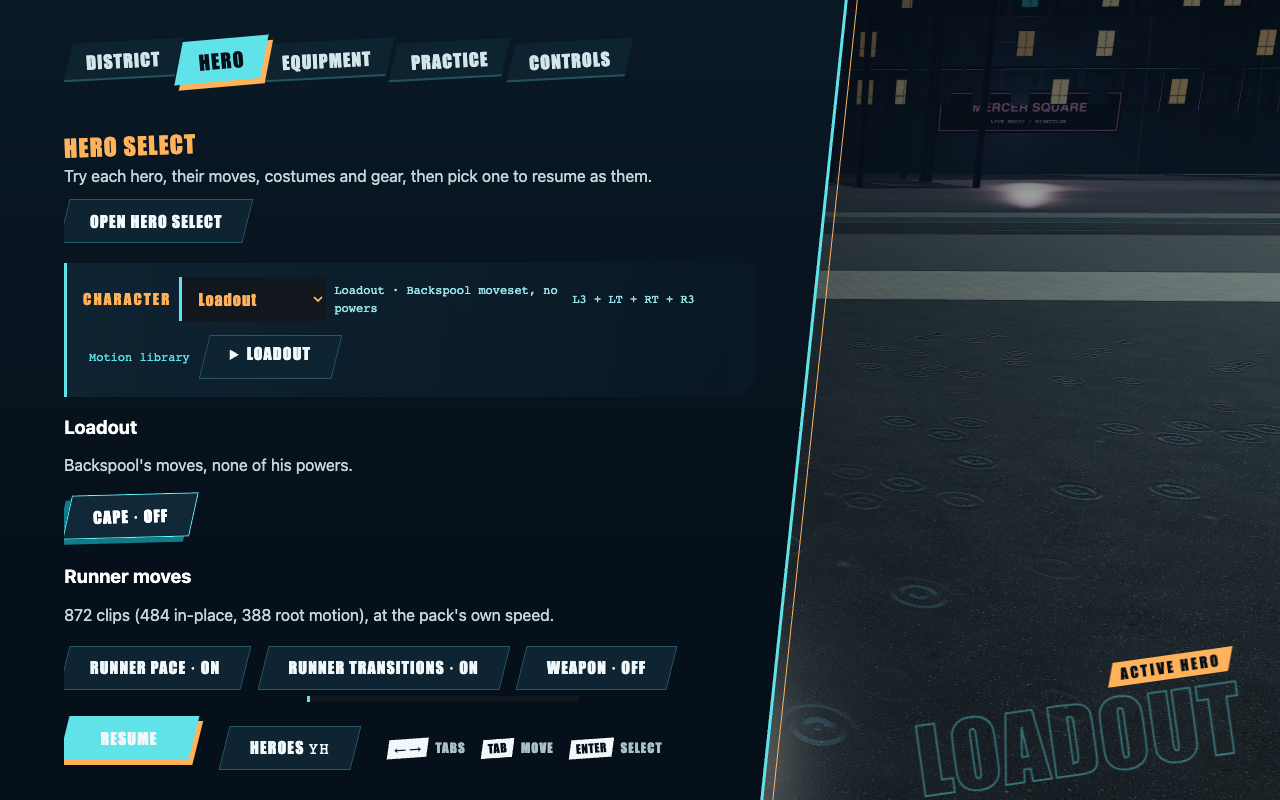 DISTRICT
HERO
EQUIPMENT
PRACTICE
CONTROLS
MERCER SQUARE
LIVE MUSIC / NIGHTCLUB
HERO SELECT
Try each hero, their moves, costumes and gear, then pick one to resume as them.
OPEN HERO SELECT
CHARACTER
Loadout
Loadout · Backspool moveset, no
powers
L3 + LT + RT + R3
Motion library
▶ LOADOUT
Loadout
Backspool's moves, none of his powers.
CAPE · OFF
Runner moves
872 clips (484 in-place, 388 root motion), at the pack's own speed.
RUNNER PACE · ON
RUNNER TRANSITIONS · ON
WEAPON · OFF
RESUME
HEROES YH
←→ TABS
TAB MOVE
ENTER SELECT
ACTIVE HERO
LOADOUT